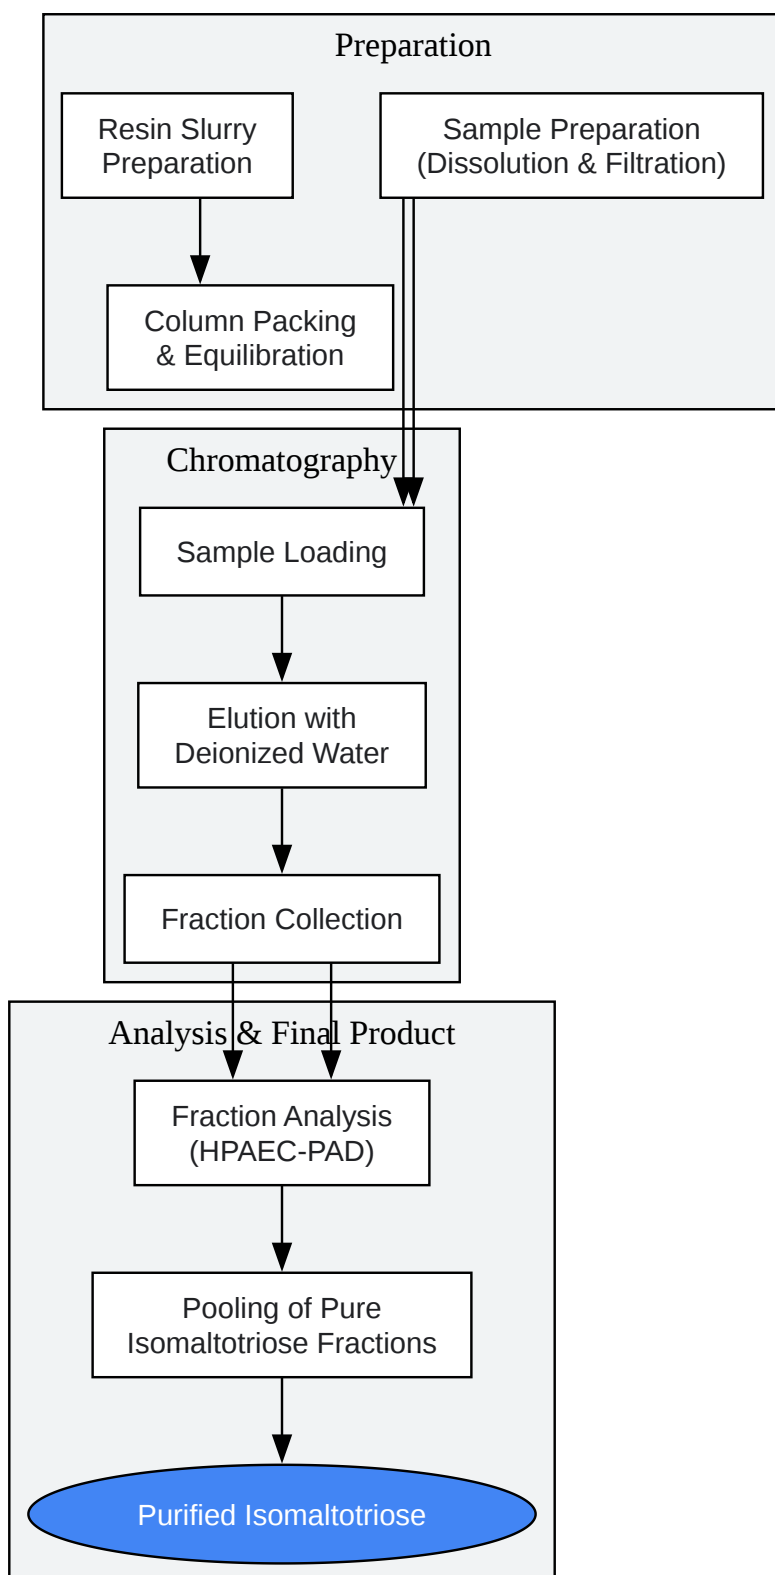 Preparation
Resin Slurry
Preparation
Sample Preparation
(Dissolution & Filtration)
Column Packing
& Equilibration
Chromatography
Sample Loading
Elution with
Deionized Water
Fraction Collection
Analysis & Final Product
Fraction Analysis
(HPAEC-PAD)
Pooling of Pure
Isomaltotriose Fractions
Purified Isomaltotriose